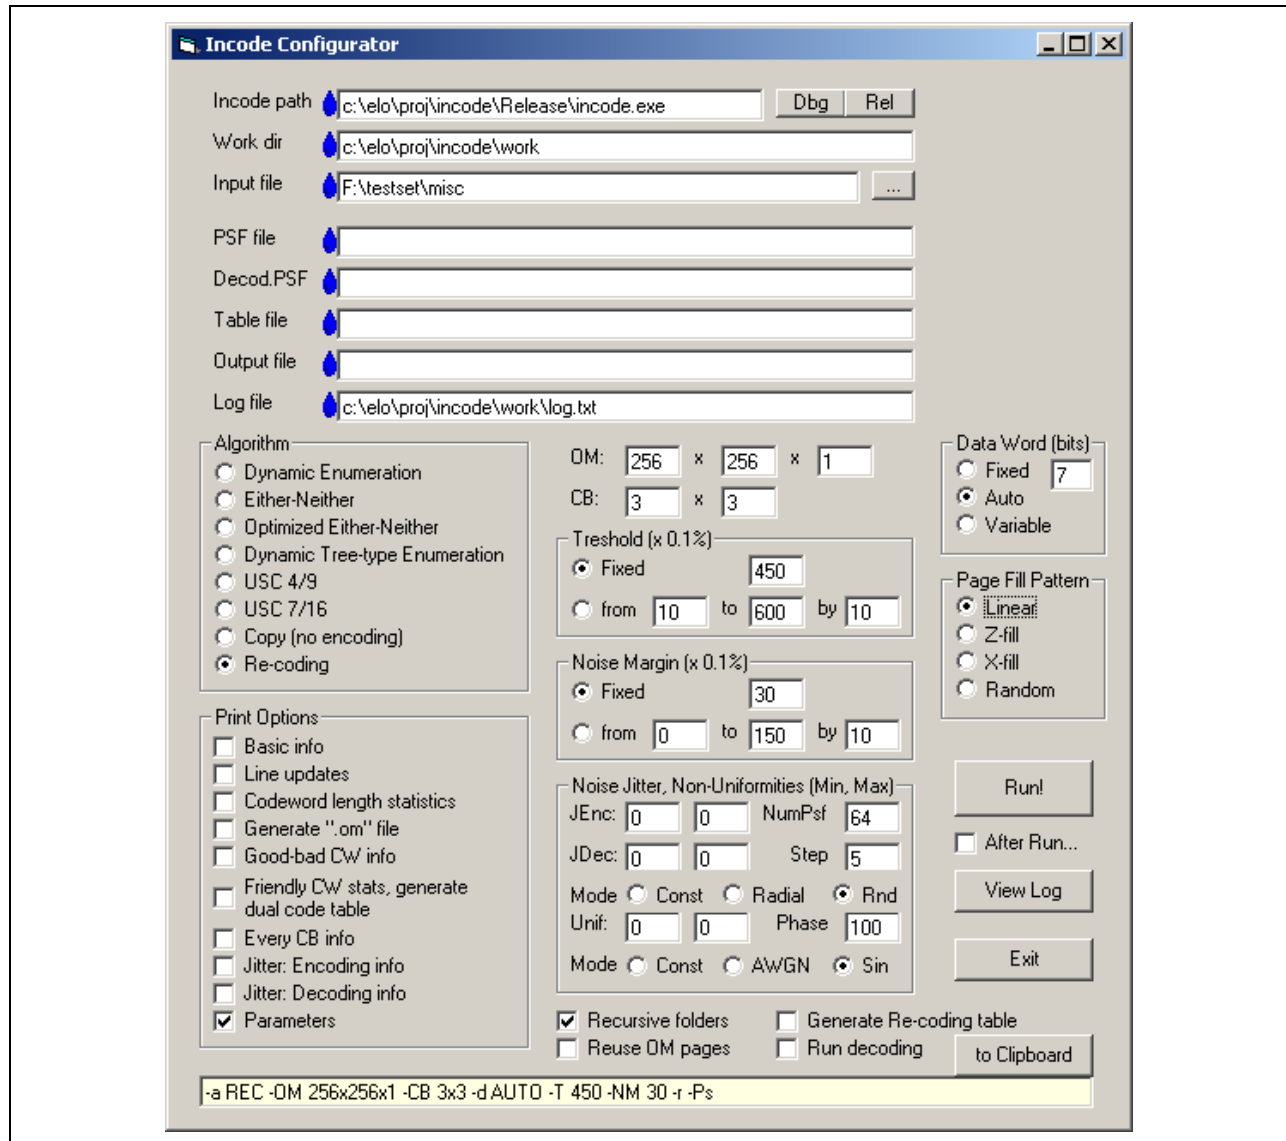 Incode Configurator
Incode path c:\elo\proj\incode\Release\incode.exe Dbg Rel
Work dir c:\elo\proj\incode\work
Input file F:\testset\misc ...
PSF file
Decod.PSF
Table file
Output file
Log file c:\elo\proj\incode\work\log.txt
Algorithm
Dynamic Enumeration
Either-Neither
Optimized Either-Neither
Dynamic Tree-type Enumeration
USC 4/9
USC 7/16
Copy (no encoding)
Re-coding
Print Options
Basic info
Line updates
Codeword length statistics
Generate ".om" file
Good-bad CW info
Friendly CW stats, generate
dual code table
Every CB info
Jitter: Encoding info
Jitter: Decoding info
Parameters
OM: 256 x 256 x 1
CB: 3 x 3
Treshold (x 0.1%)
Fixed 450
from 10 to 600 by 10
Noise Margin (x 0.1%)
Fixed 30
from 0 to 150 by 10
Noise Jitter, Non-Uniformities (Min, Max)
JEnc: 0 0 NumPsf 64
JDec: 0 0 Step 5
Mode Const Radial Rnd
Unif: 0 0 Phase 100
Mode Const AWGN Sin
Recursive folders Generate Re-coding table
Reuse OM pages Run decoding
Data Word (bits)
Fixed 7
Auto
Variable
Page Fill Pattern
Linear
Z-fill
X-fill
Random
Run!
After Run...
View Log
Exit
to Clipboard
-a REC -OM 256x256x1 -CB 3x3 -d AUTO -T 450 -NM 30 -r -Ps